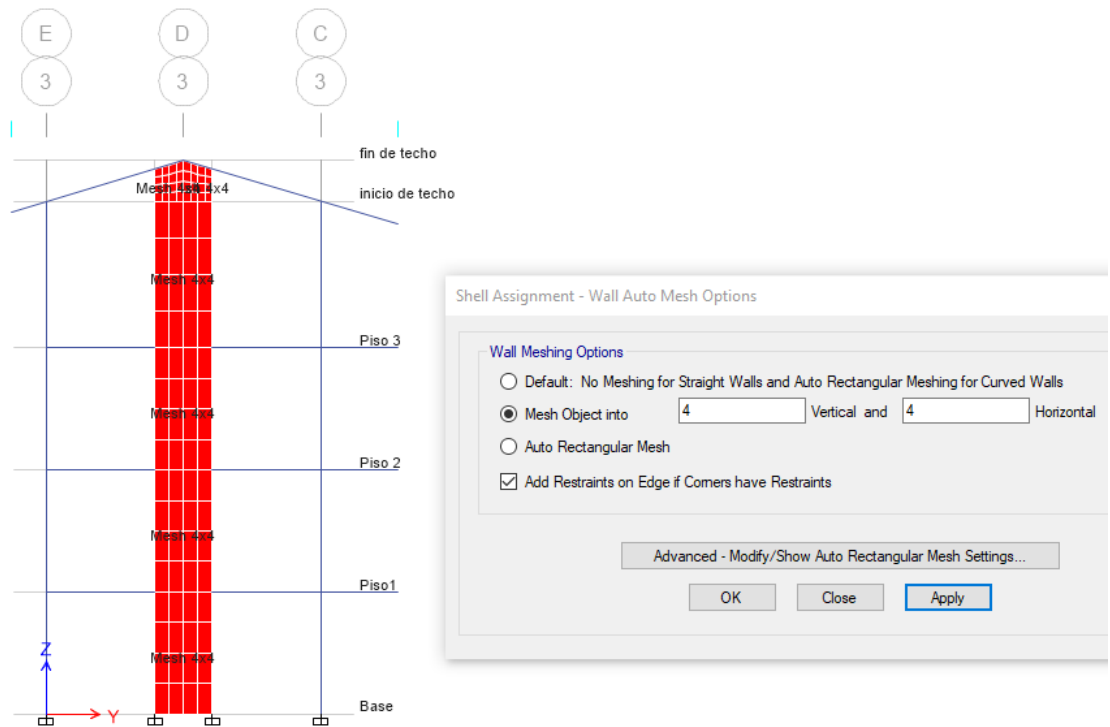 E D C
3 3 3
fin de techo
inicio de techo
Mesh 4x4
Piso 3
Mesh 4x4
Piso 2
Mesh 4x4
Piso1
Mesh 4x4
Z
Base
Y
Shell Assignment - Wall Auto Mesh Options
Wall Meshing Options
Default: No Meshing for Straight Walls and Auto Rectangular Meshing for Curved Walls
Mesh Object into 4 Vertical and 4 Horizontal
Auto Rectangular Mesh
Add Restraints on Edge if Corners have Restraints
Advanced - Modify/Show Auto Rectangular Mesh Settings...
OK Close Apply